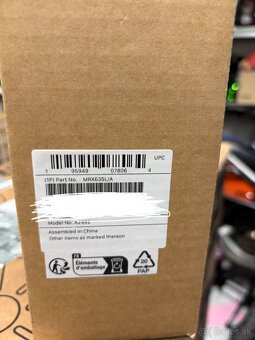 UPC
1 95949 07806 4
(1P) Part No. MRX63SL/A
Model No.
Assembled in China
Other items as marked thereon
FR
Éléments
d'emballage
20
PAP